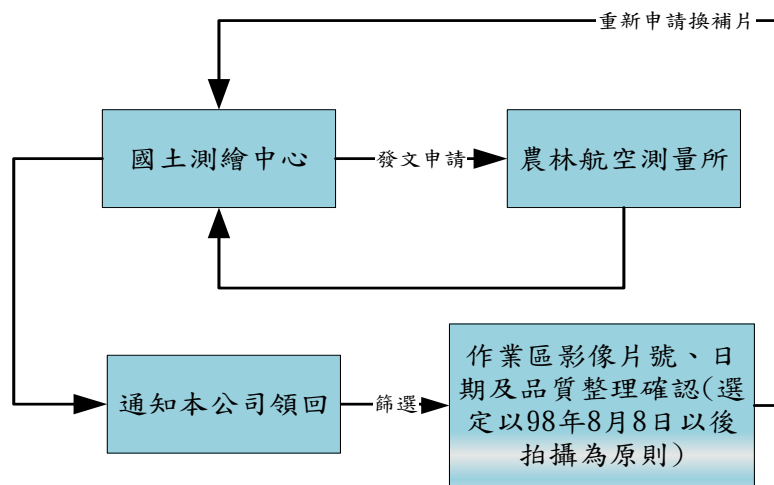 重新申請換補片
國土測繪中心
發文申請
農林航空測量所
通知本公司領回
篩選
作業區影像片號、日
期及品質整理確認(選
定以98年8月8日以後
拍攝為原則)